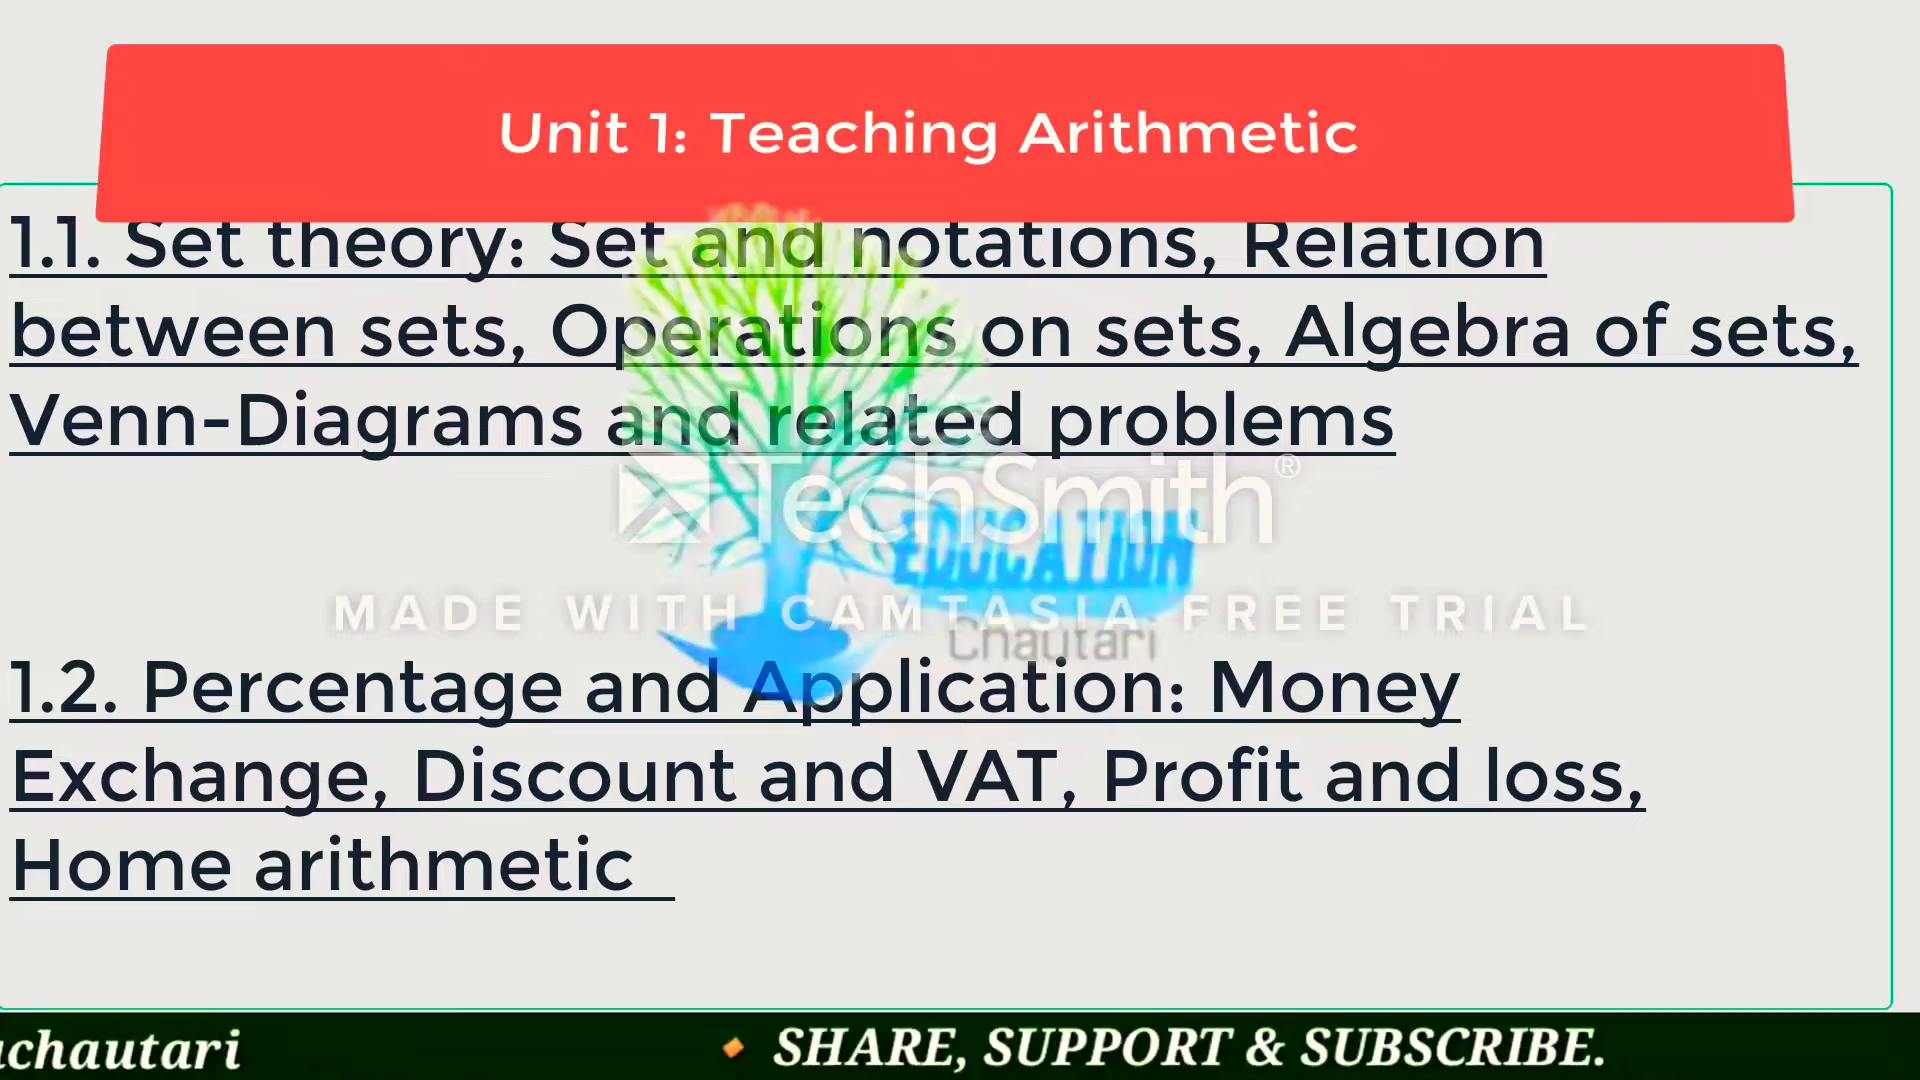 Unit 1: Teaching Arithmetic
1.1. Set theory: Set and notations, Relation
between sets, Operations on sets, Algebra of sets,
Venn-Diagrams and related problems
TechSmith®
EDUCATION
MADE WITH CAMTASIA FREE TRIAL
Chautari
1.2. Percentage and Application: Money
Exchange, Discount and VAT, Profit and loss,
Home arithmetic
chautari
🔸 SHARE, SUPPORT & SUBSCRIBE.